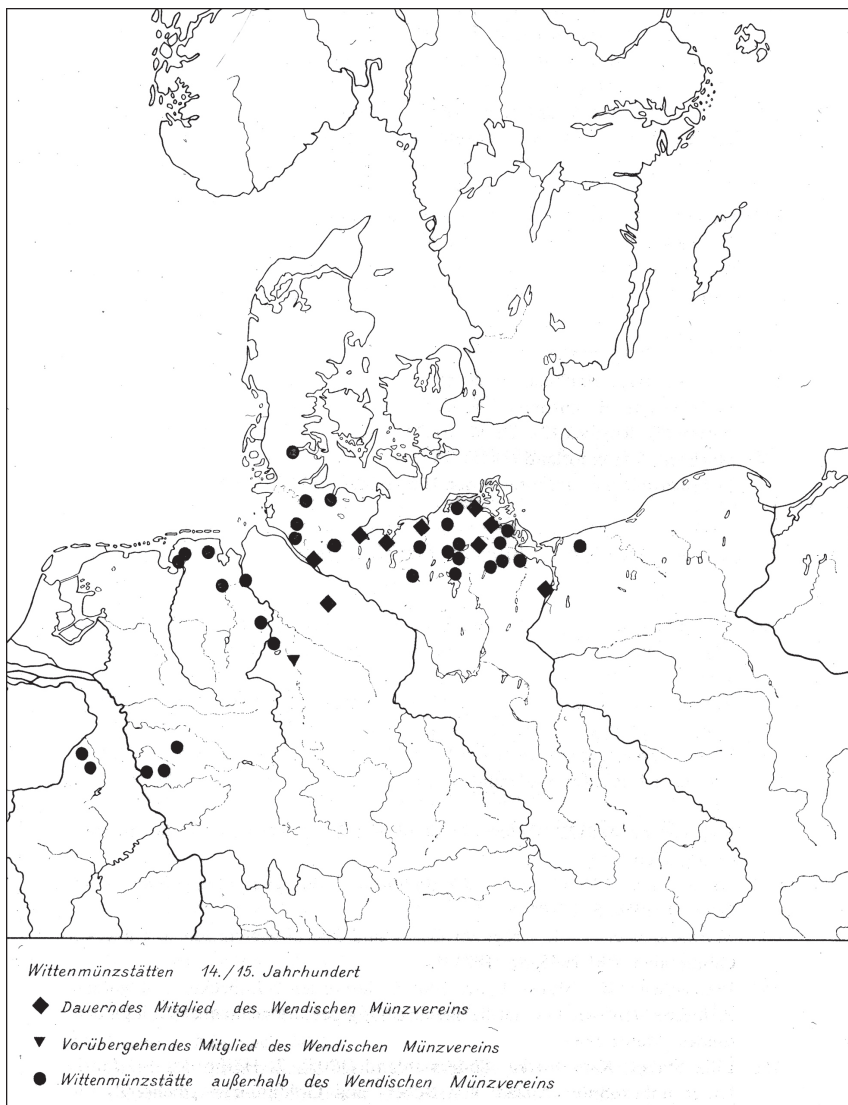 Wittenmünzstätten 14./15. Jahrhundert
Dauerndes Mitglied des Wendischen Münzvereins
Vorübergehendes Mitglied des Wendischen Münzvereins
Wittenmünzstätte außerhalb des Wendischen Münzvereins